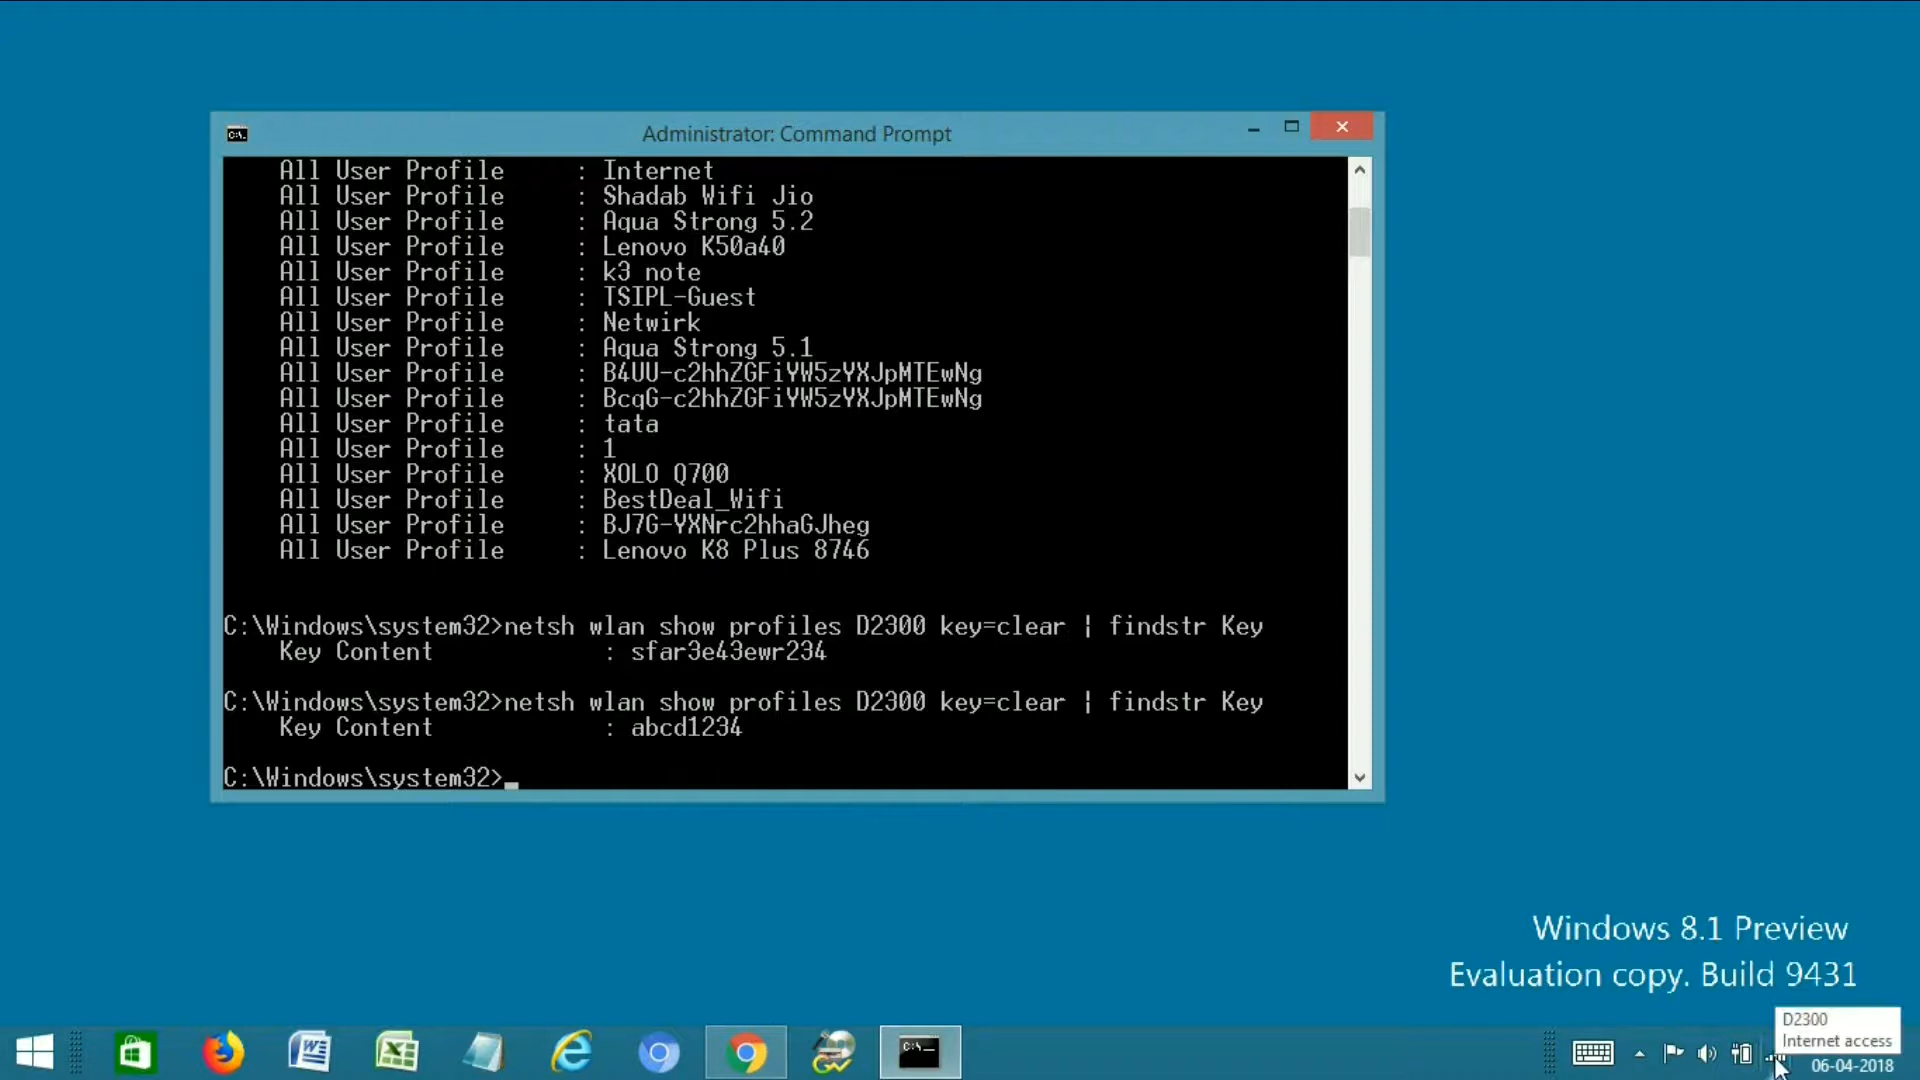 Administrator: Command Prompt
All User Profile : Internet
All User Profile : Shadab Wifi Jio
All User Profile : Aqua Strong 5.2
All User Profile : Lenovo K50a40
All User Profile : k3 note
All User Profile : TSIPL-Guest
All User Profile : Netwirk
All User Profile : Aqua Strong 5.1
All User Profile : B4UU-c2hhZGFiYW5zYXJpMTEwNg
All User Profile : BcqG-c2hhZGFiYW5zYXJpMTEwNg
All User Profile : tata
All User Profile : 1
All User Profile : XOLO Q700
All User Profile : BestDeal_Wifi
All User Profile : BJ7G-YXNrc2hhaGJheg
All User Profile : Lenovo K8 Plus 8746
C:\Windows\system32>netsh wlan show profiles D2300 key=clear | findstr Key
Key Content : sfar3e43ewr234
C:\Windows\system32>netsh wlan show profiles D2300 key=clear | findstr Key
Key Content : abcd1234
C:\Windows\system32>_
Windows 8.1 Preview
Evaluation copy. Build 9431
D2300
Internet access
06-04-2018